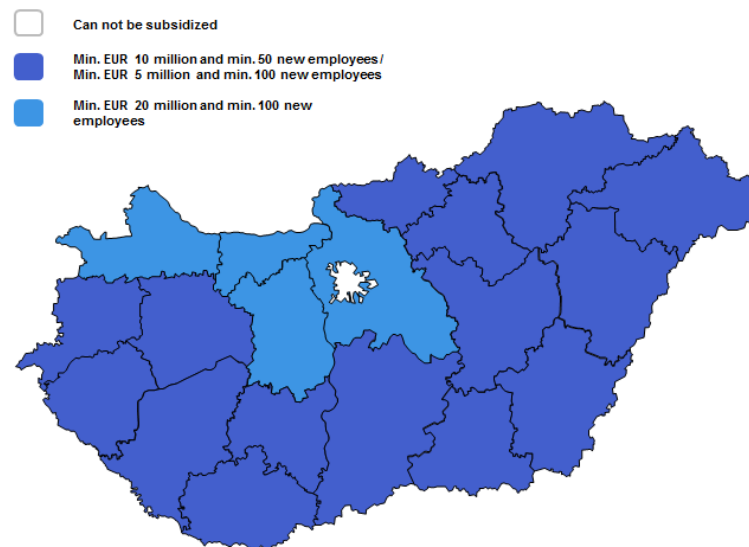 Can not be subsidized
Min. EUR 10 million and min. 50 new employees/
Min. EUR 5 million and min. 100 new employees
Min. EUR 20 million and min. 100 new
employees